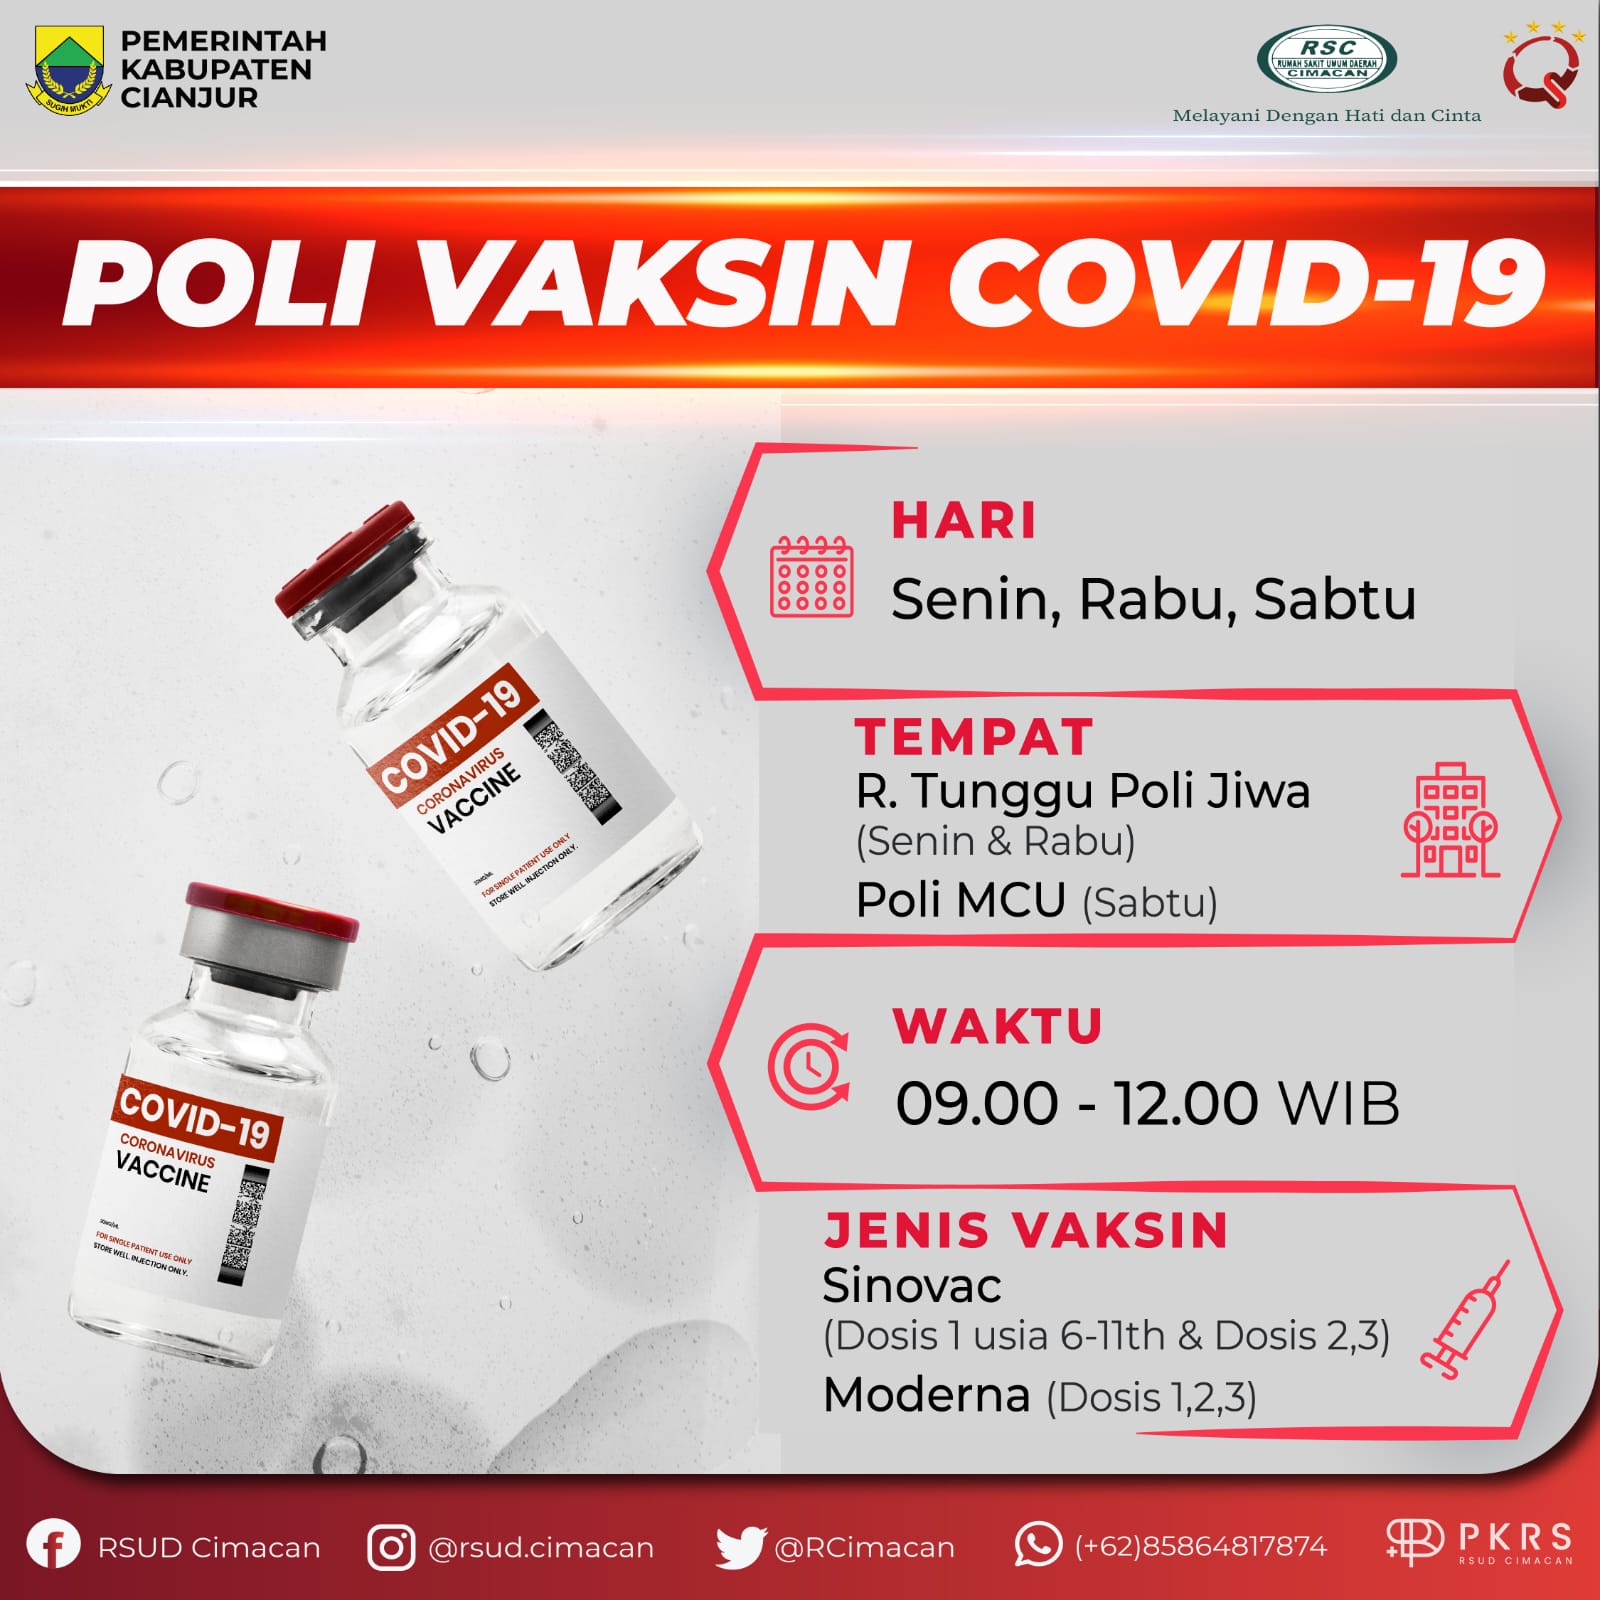 PEMERINTAH
KABUPATEN
CIANJUR
SUGIH MUKTI
RSC
RUMAH SAKIT UMUM DAERAH
CIMACAN
Melayani Dengan Hati dan Cinta
POLI VAKSIN COVID-19
HARI
Senin, Rabu, Sabtu
TEMPAT
R. Tunggu Poli Jiwa
(Senin & Rabu)
Poli MCU (Sabtu)
WAKTU
09.00 - 12.00 WIB
JENIS VAKSIN
Sinovac
(Dosis 1 usia 6-11th & Dosis 2,3)
Moderna (Dosis 1,2,3)
COVID-19
CORONAVIRUS
VACCINE
FOR SINGLE PATIENT USE ONLY
STORE WELL. INJECTION ONLY.
COVID-19
CORONAVIRUS
VACCINE
FOR SINGLE PATIENT USE ONLY
STORE WELL. INJECTION ONLY.
RSUD Cimacan
@rsud.cimacan
@RCimacan
(+62)85864817874
PKRS
RSUD CIMACAN